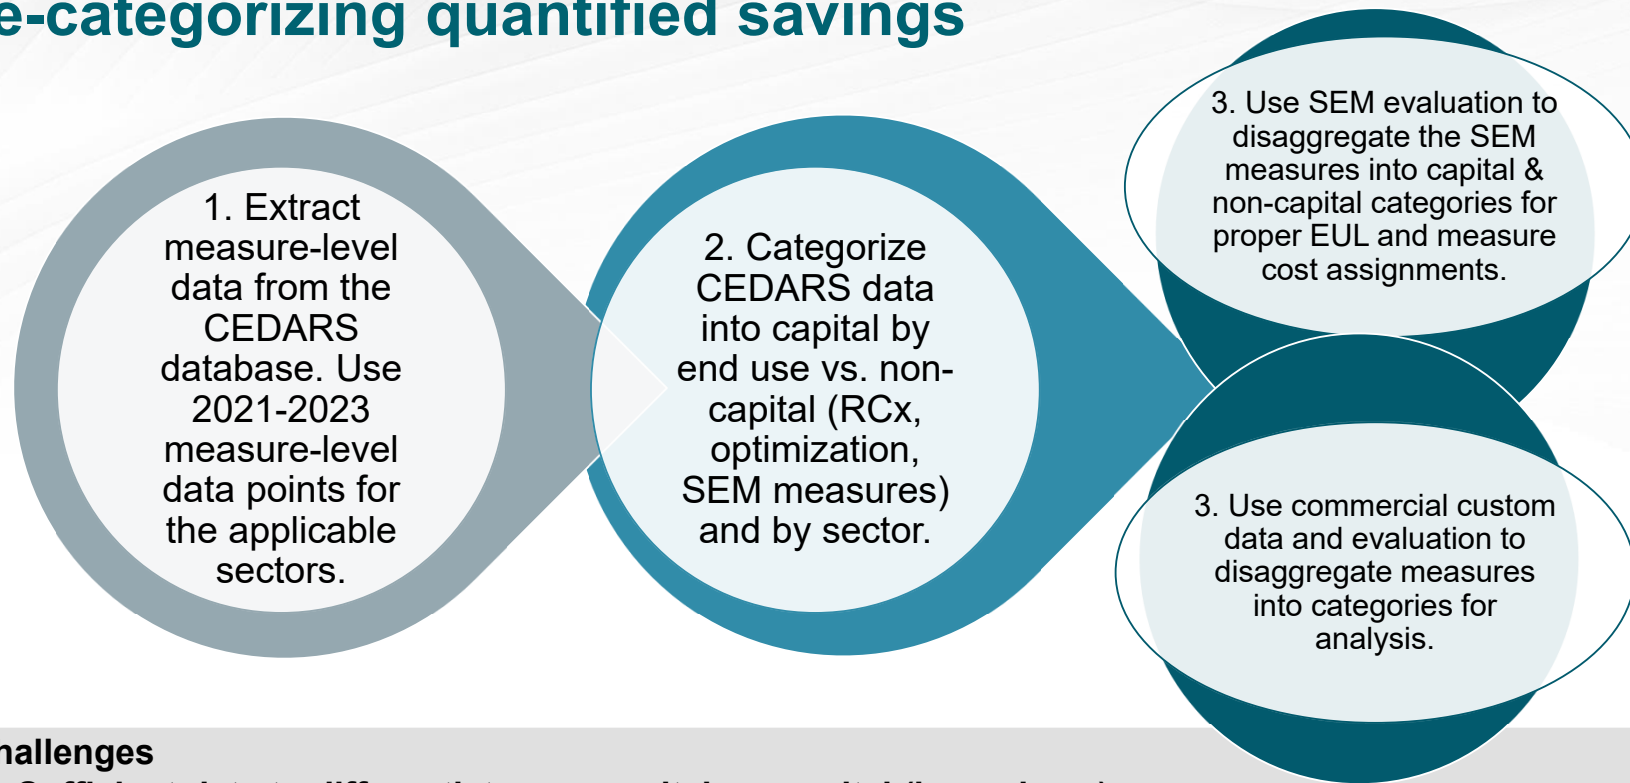 e-categorizing quantified savings
1. Extract
measure-level
data from the
CEDARS
database. Use
2021-2023
measure-level
data points for
the applicable
sectors.
2. Categorize
CEDARS data
into capital by
end use vs. non-
capital (RCx,
optimization,
SEM measures)
and by sector.
3. Use SEM evaluation to
disaggregate the SEM
measures into capital &
non-capital categories for
proper EUL and measure
cost assignments.
3. Use commercial custom
data and evaluation to
disaggregate measures
into categories for
analysis.
hallenges